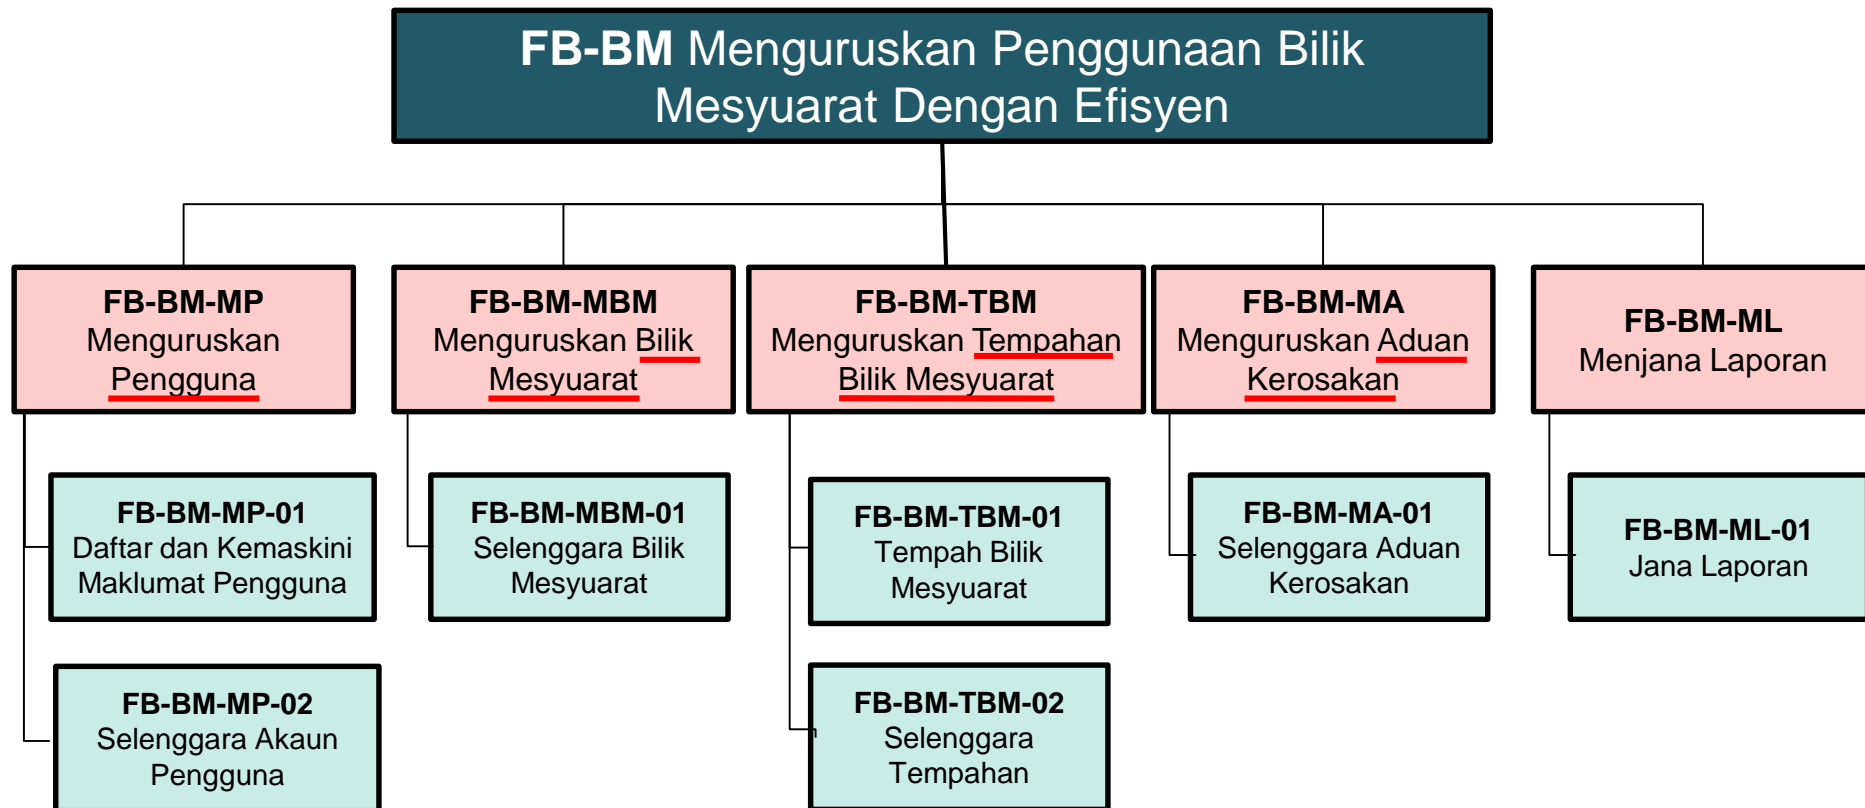 FB-BM Menguruskan Penggunaan Bilik
Mesyuarat Dengan Efisyen
FB-BM-MP
Menguruskan
Pengguna
FB-BM-MBM
Menguruskan Bilik
Mesyuarat
FB-BM-TBM
Menguruskan Tempahan
Bilik Mesyuarat
FB-BM-MA
Menguruskan Aduan
Kerosakan
FB-BM-ML
Menjana Laporan
FB-BM-MP-01
Daftar dan Kemaskini
Maklumat Pengguna
FB-BM-MBM-01
Selenggara Bilik
Mesyuarat
FB-BM-TBM-01
Tempah Bilik
Mesyuarat
FB-BM-MA-01
Selenggara Aduan
Kerosakan
FB-BM-ML-01
Jana Laporan
FB-BM-MP-02
Selenggara Akaun
Pengguna
FB-BM-TBM-02
Selenggara
Tempahan